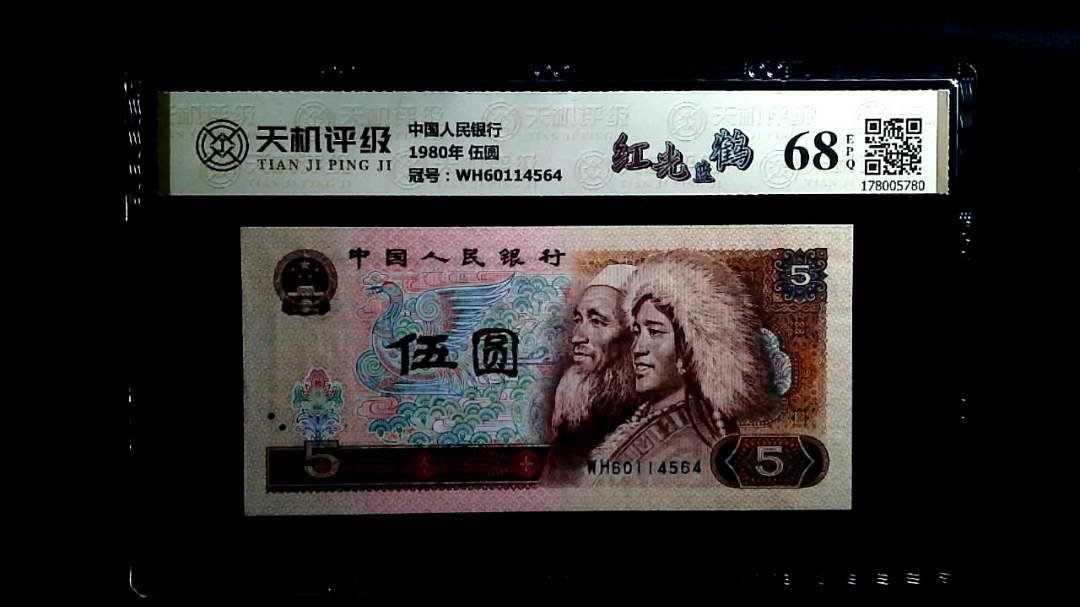 天机评级
TIAN JI PING JI
中国人民银行
1980年 伍圆
冠号：WH60114564
红光蓝鹤
68
EPQ
178005780
中国人民银行
5
伍圆
5
WH60114564
5